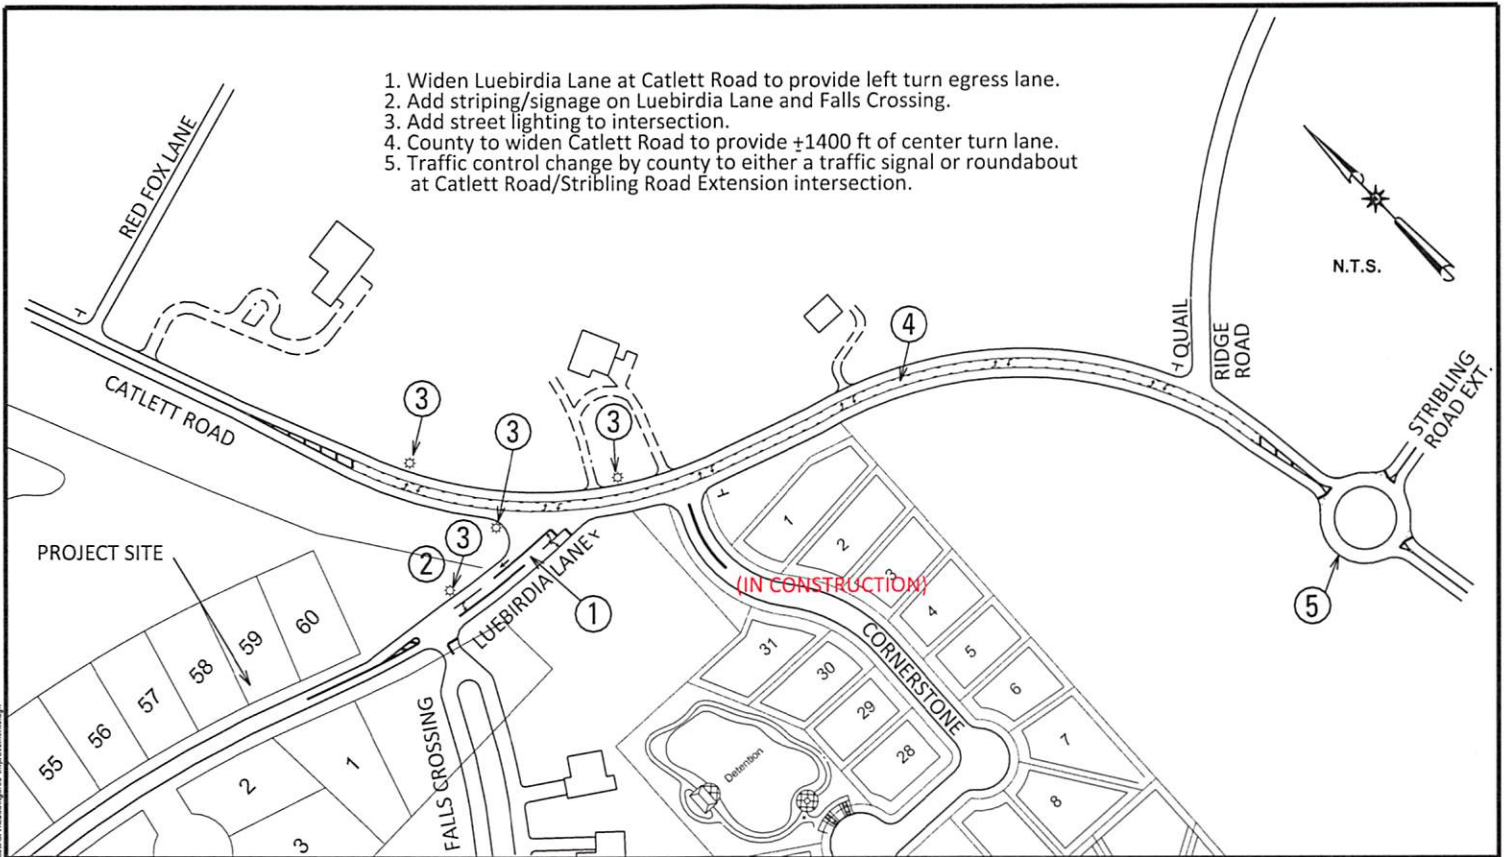 1. Widen Luebirdia Lane at Catlett Road to provide left turn egress lane.
2. Add striping/signage on Luebirdia Lane and Falls Crossing.
3. Add street lighting to intersection.
4. County to widen Catlett Road to provide ±1400 ft of center turn lane.
5. Traffic control change by county to either a traffic signal or roundabout
at Catlett Road/Stribling Road Extension intersection.
RED FOX LANE
N.T.S.
QUAIL
RIDGE
ROAD
STRIBLING
ROAD EXT.
CATLETT ROAD
4
3
3
3
3
2
1
5
PROJECT SITE
LUEBIRDIA LANE
(IN CONSTRUCTION)
CORNERSTONE
FALLS CROSSING
55
56
57
58
59
60
1
2
3
1
2
3
4
5
6
7
8
31
30
29
28
Detention